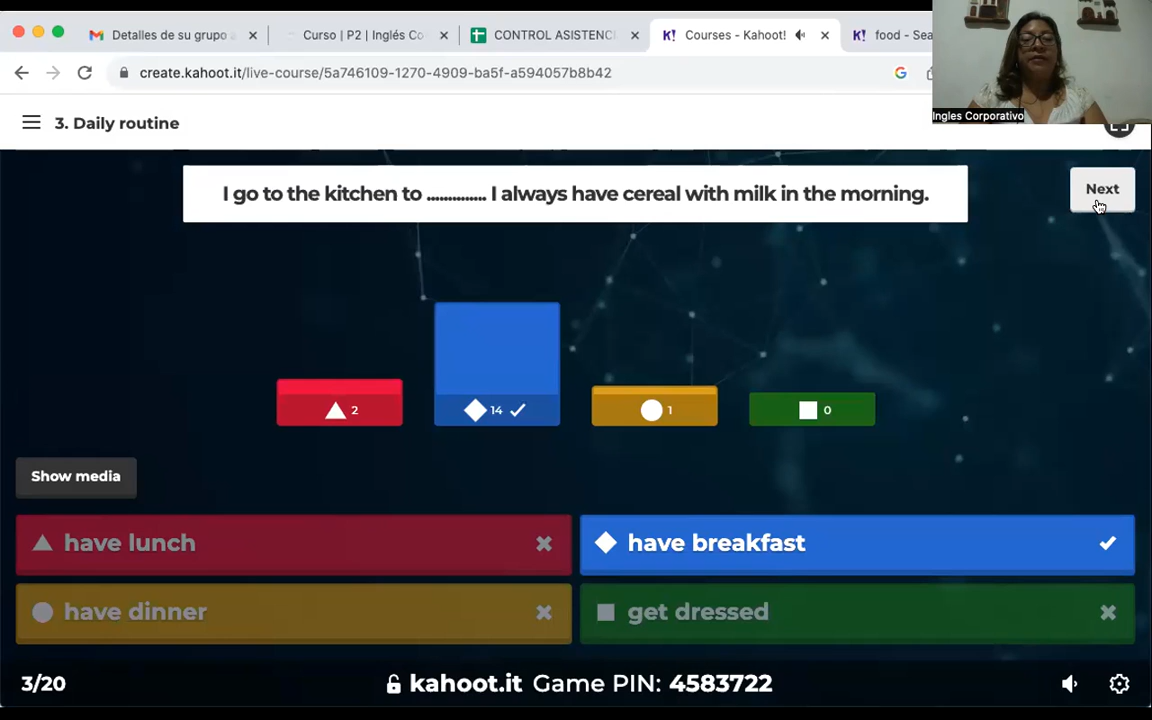 Detalles de su grupo a
Curso | P2 | Inglés Co
CONTROL ASISTENC
K! Courses - Kahoot!
K! food - Sea
create.kahoot.it/live-course/5a746109-1270-4909-ba5f-a594057b8b42
Ingles Corporativo
3. Daily routine
I go to the kitchen to .............. I always have cereal with milk in the morning.
Next
2
14
1
0
Show media
have lunch
have breakfast
have dinner
get dressed
3/20
kahoot.it Game PIN: 4583722